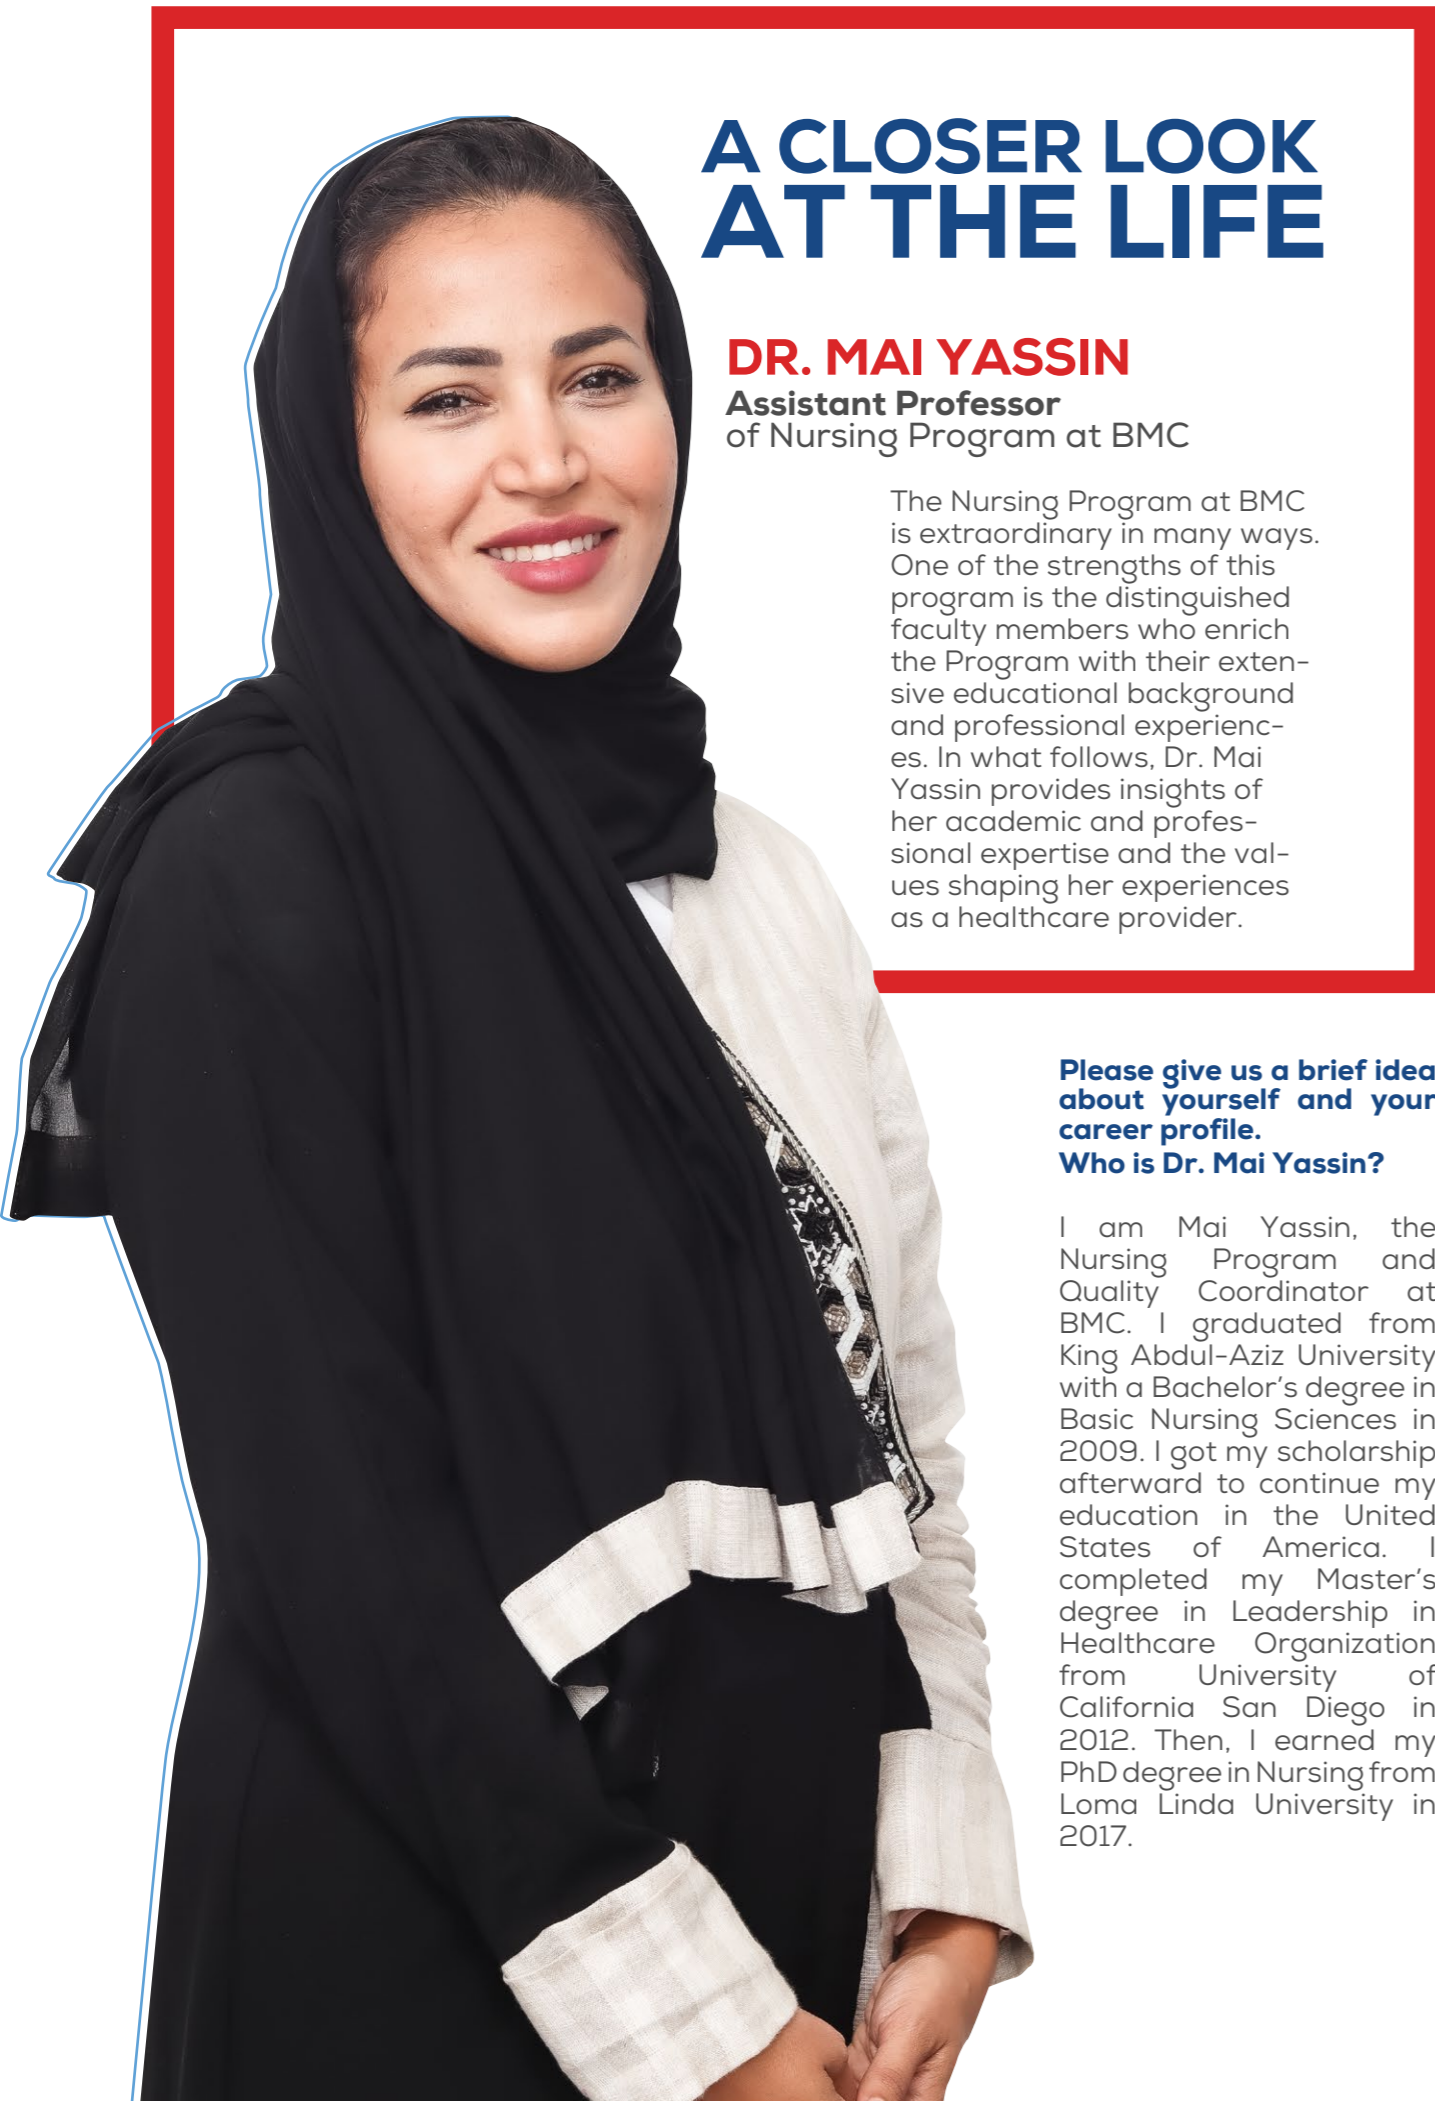 A CLOSER LOOK
AT THE LIFE
DR. MAI YASSIN
Assistant Professor
of Nursing Program at BMC
The Nursing Program at BMC
is extraordinary in many ways.
One of the strengths of this
program is the distinguished
faculty members who enrich
the Program with their exten-
sive educational background
and professional experienc-
es. In what follows, Dr. Mai
Yassin provides insights of
her academic and profes-
sional expertise and the val-
ues shaping her experiences
as a healthcare provider.
Please give us a brief idea
about yourself and your
career profile.
Who is Dr. Mai Yassin?
I am Mai Yassin, the
Nursing Program and
Quality Coordinator at
BMC. I graduated from
King Abdul-Aziz University
with a Bachelor's degree in
Basic Nursing Sciences in
2009. I got my scholarship
afterward to continue my
education in the United
States of America. I
completed my Master's
degree in Leadership in
Healthcare Organization
from University of
California San Diego in
2012. Then, I earned my
PhD degree in Nursing from
Loma Linda University in
2017.